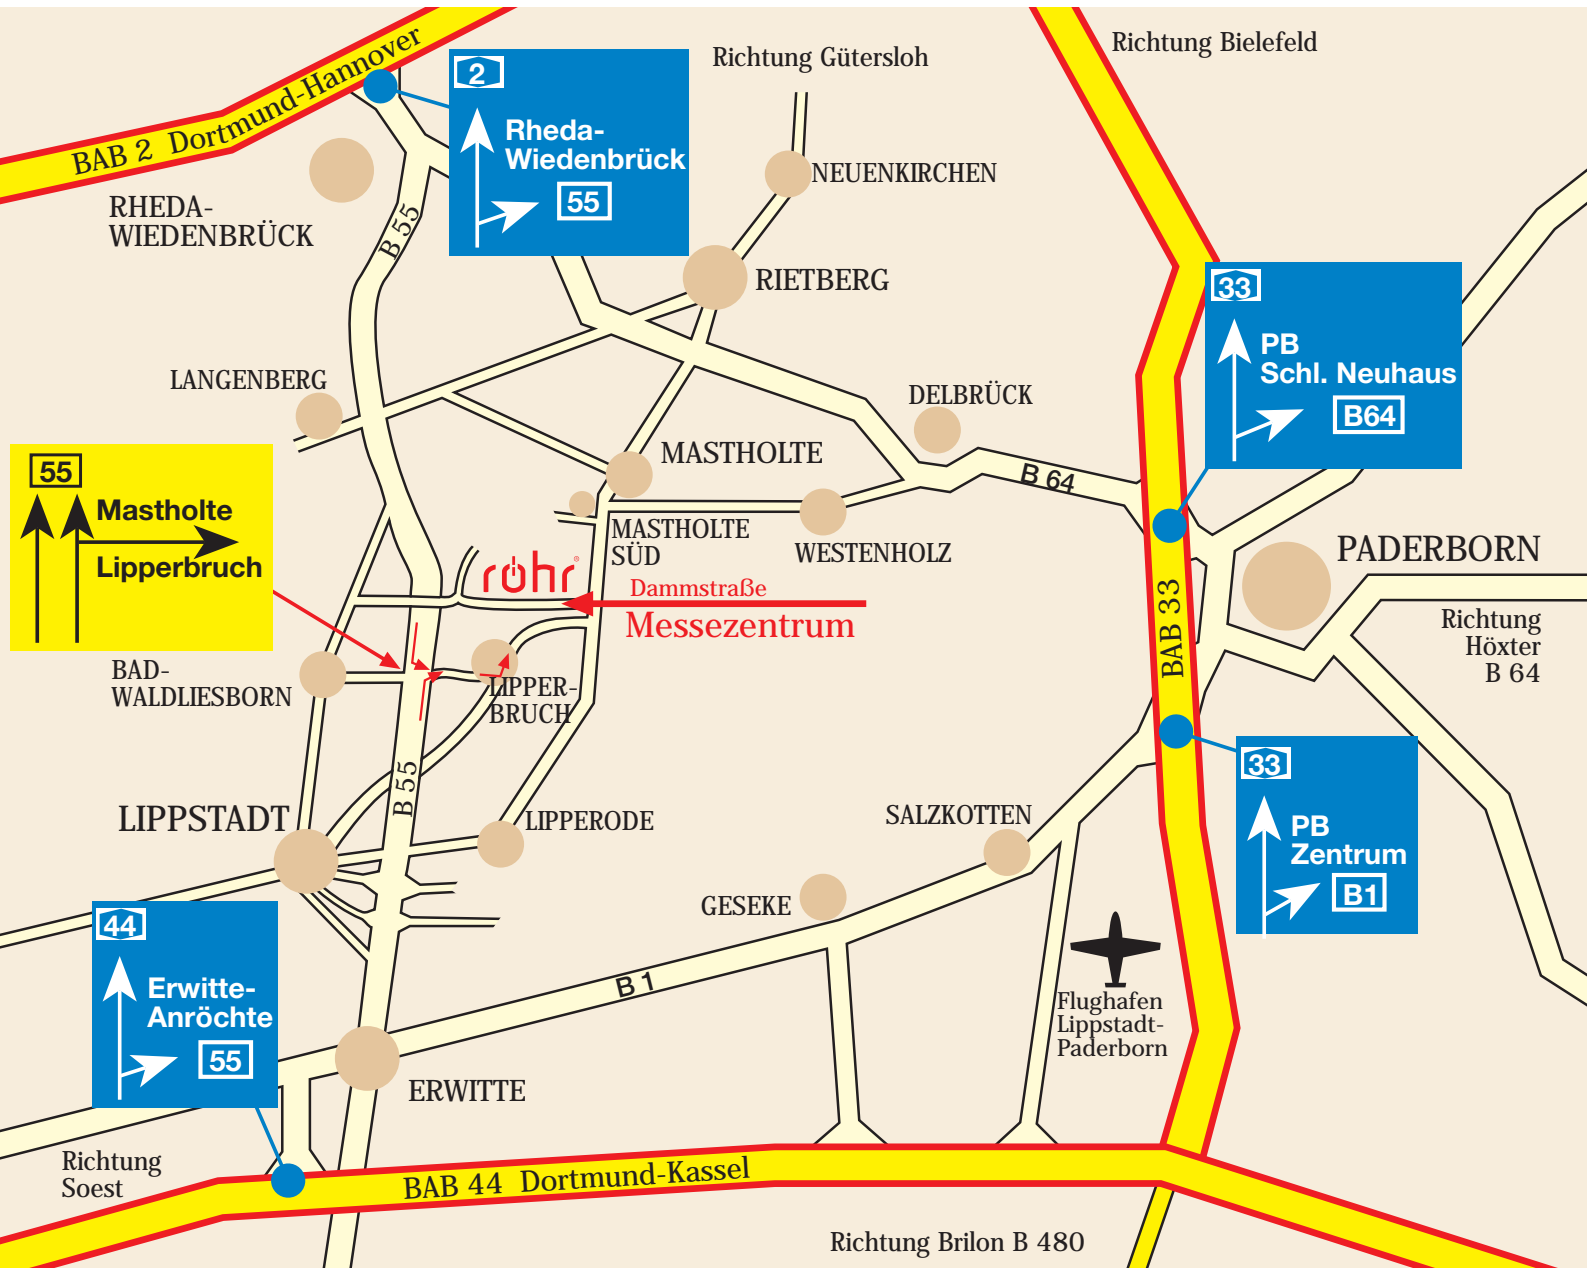 BAB 2 Dortmund-Hannover
2
Rheda-
Wiedenbrück
55
Richtung Gütersloh
Richtung Bielefeld
NEUENKIRCHEN
RHEDA-
WIEDENBRÜCK
B 55
RIETBERG
33
PB
Schl. Neuhaus
B64
LANGENBERG
DELBRÜCK
MASTHOLTE
B 64
55
Mastholte
Lipperbruch
MASTHOLTE
SÜD
WESTENHOLZ
PADERBORN
röhr®
Dammstraße
Messezentrum
BAB 33
Richtung
Höxter
B 64
BAD-
WALDLIESBORN
LIPPER-
BRUCH
B 55
33
PB
Zentrum
B1
LIPPSTADT
LIPPERODE
SALZKOTTEN
GESEKE
44
Erwitte-
Anröchte
55
B 1
Flughafen
Lippstadt-
Paderborn
ERWITTE
Richtung
Soest
BAB 44 Dortmund-Kassel
Richtung Brilon B 480